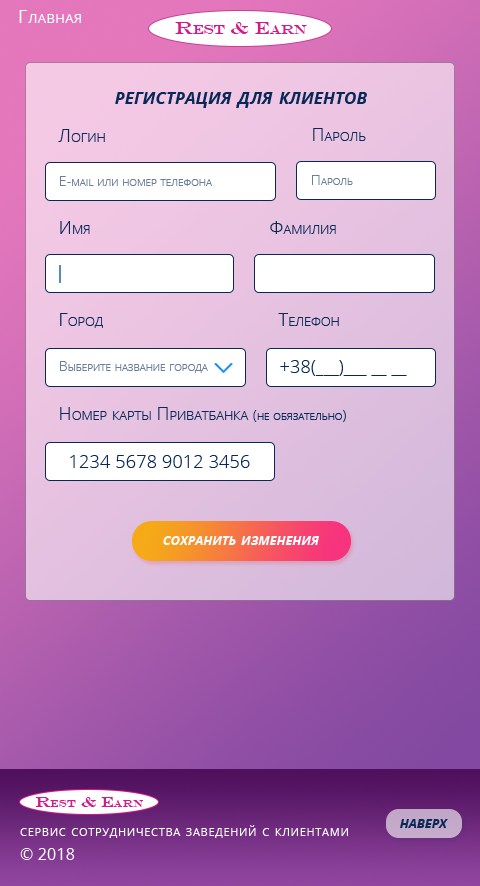 Главная
Rest & Earn
РЕГИСТРАЦИЯ ДЛЯ КЛИЕНТОВ
Логин Пароль
E-mail или номер телефона Пароль
Имя Фамилия
Город Телефон
Выберите название города +38(___)___ __ __
Номер карты Приватбанка (не обязательно)
1234 5678 9012 3456
СОХРАНИТЬ ИЗМЕНЕНИЯ
Rest & Earn
СЕРВИС СОТРУДНИЧЕСТВА ЗАВЕДЕНИЙ С КЛИЕНТАМИ
НАВЕРХ
© 2018